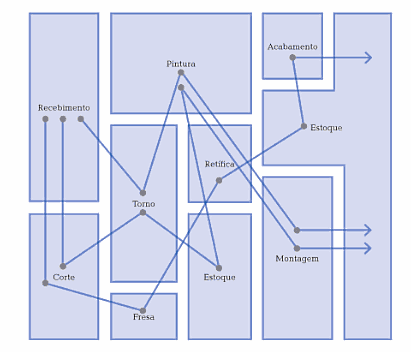 Acabamento
Pintura
Recebimento
Estoque
Retífica
Torno
Montagem
Corte
Estoque
Fresa